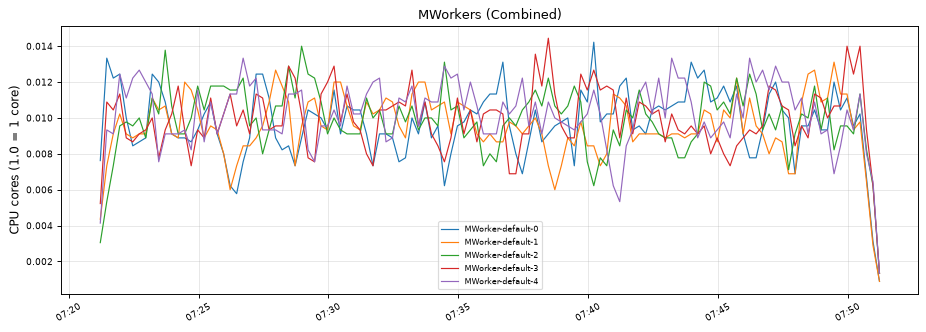 MWorkers (Combined)
CPU cores (1.0 = 1 core)
0.014
0.012
0.010
0.008
0.006
0.004
0.002
MWorker-default-0
MWorker-default-1
MWorker-default-2
MWorker-default-3
MWorker-default-4
07:20
07:25
07:30
07:35
07:40
07:45
07:50